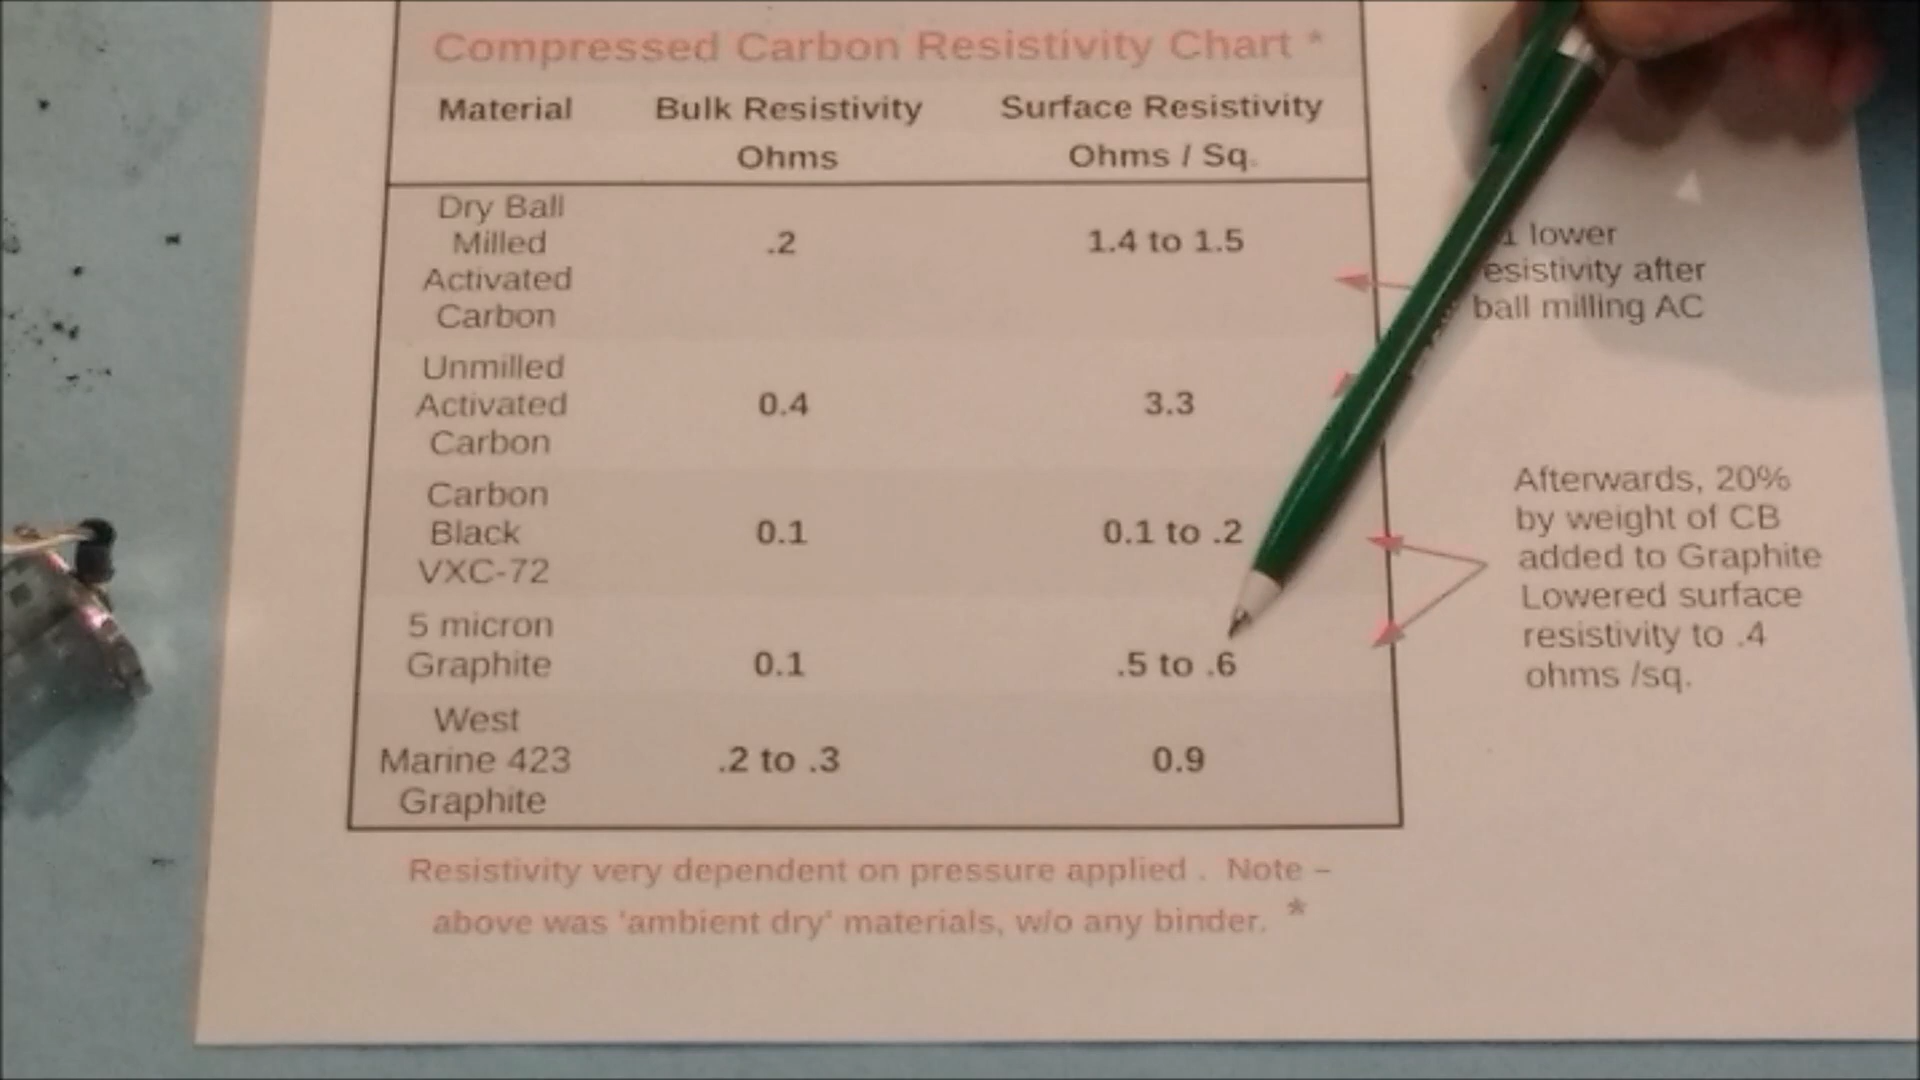 Compressed Carbon Resistivity Chart *
Material Bulk Resistivity Surface Resistivity
Ohms Ohms / Sq.
Dry Ball
Milled .2 1.4 to 1.5
Activated
Carbon
Unmilled
Activated 0.4 3.3
Carbon
Carbon
Black 0.1 0.1 to .2
VXC-72
5 micron
Graphite 0.1 .5 to .6
West
Marine 423 .2 to .3 0.9
Graphite
Resistivity very dependent on pressure applied . Note –
above was 'ambient dry' materials, w/o any binder. *
lower
esistivity after
ball milling AC
Afterwards, 20%
by weight of CB
added to Graphite
Lowered surface
resistivity to .4
ohms /sq.